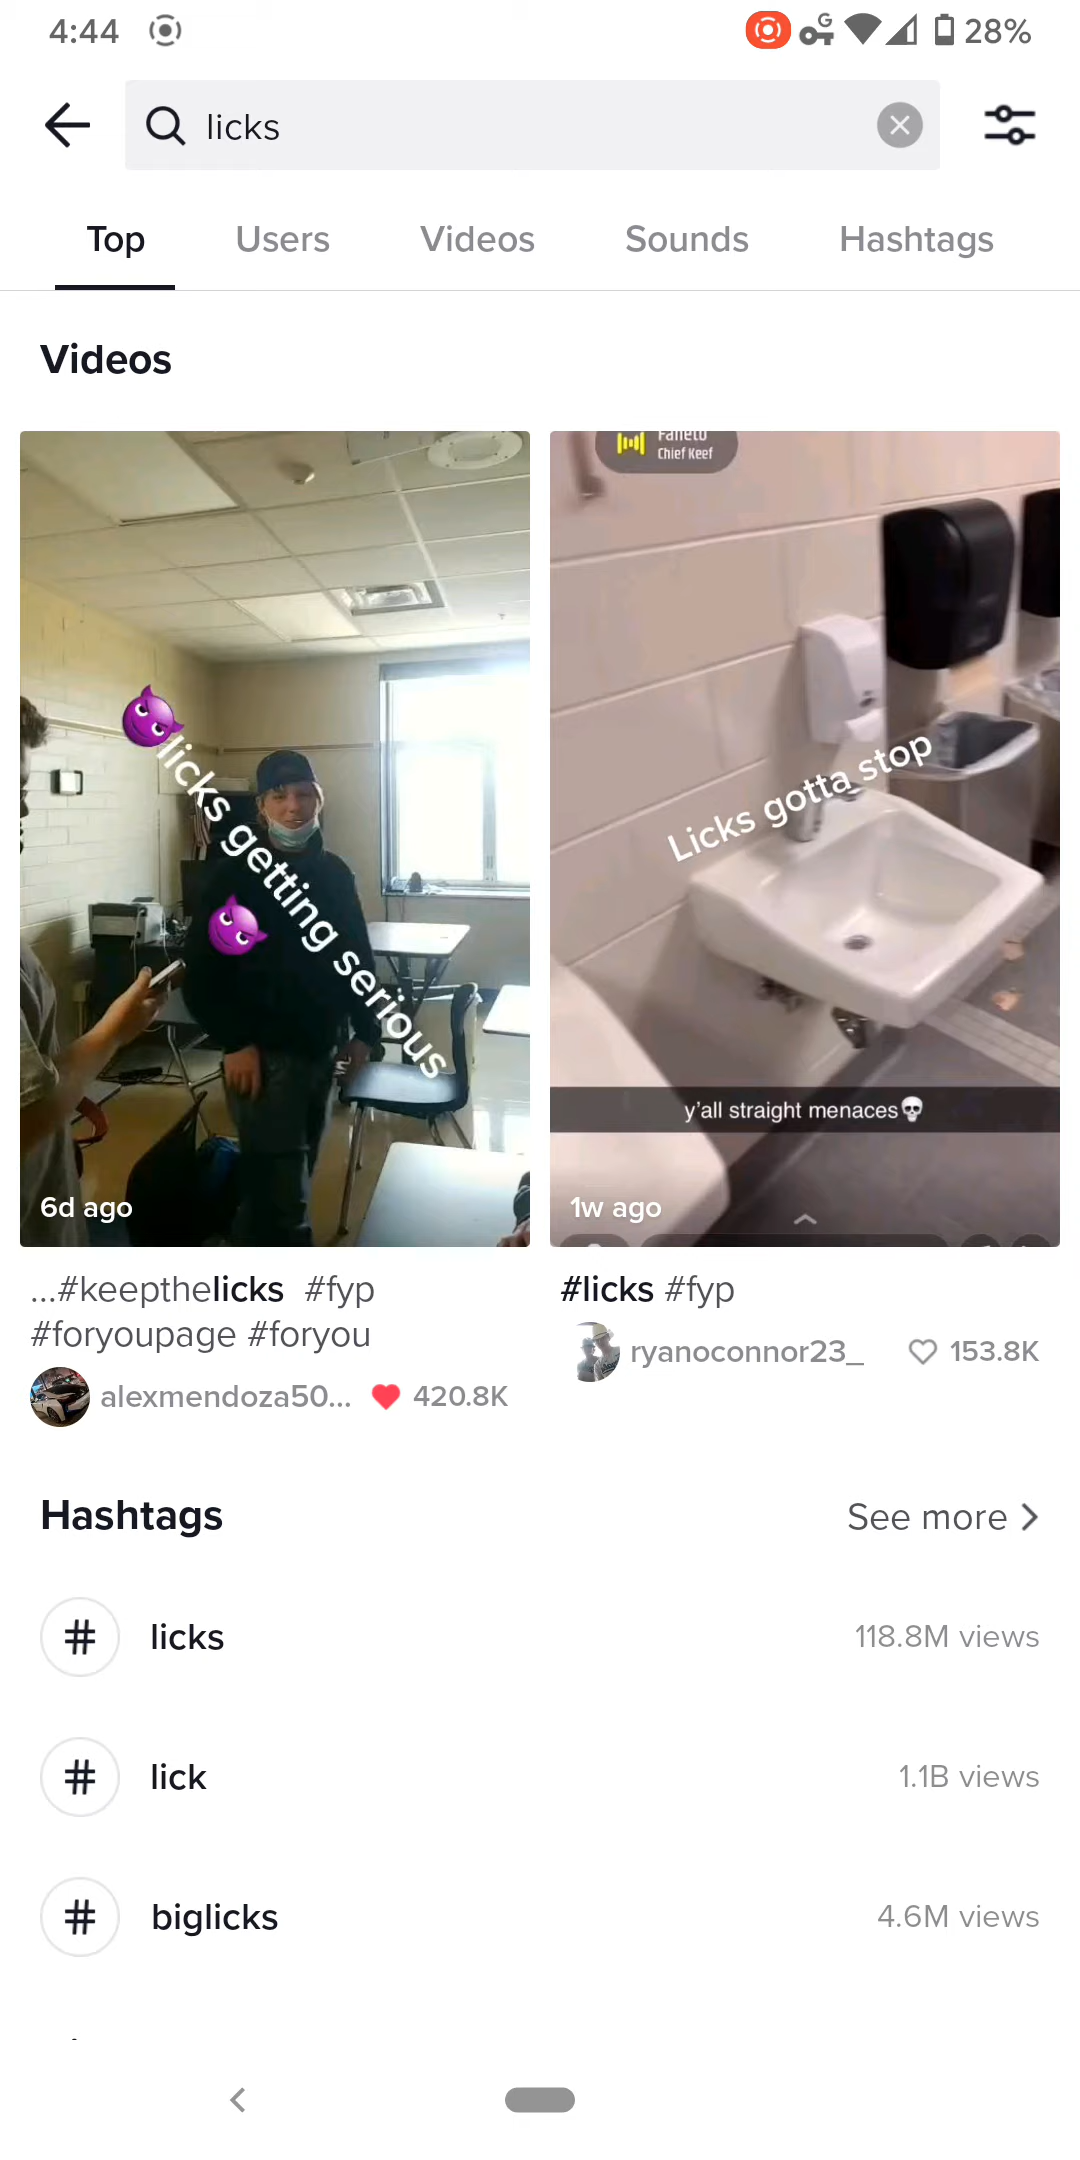 4:44 G 28%
licks
Top Users Videos Sounds Hashtags
Videos
Faneto
Chief Keef
licks getting serious
Licks gotta stop
y'all straight menaces
6d ago
1w ago
...#keepthelicks #fyp
#foryoupage #foryou
alexmendoza50... 420.8K
#licks #fyp
ryanoconnor23_ 153.8K
Hashtags See more
# licks 118.8M views
# lick 1.1B views
# biglicks 4.6M views